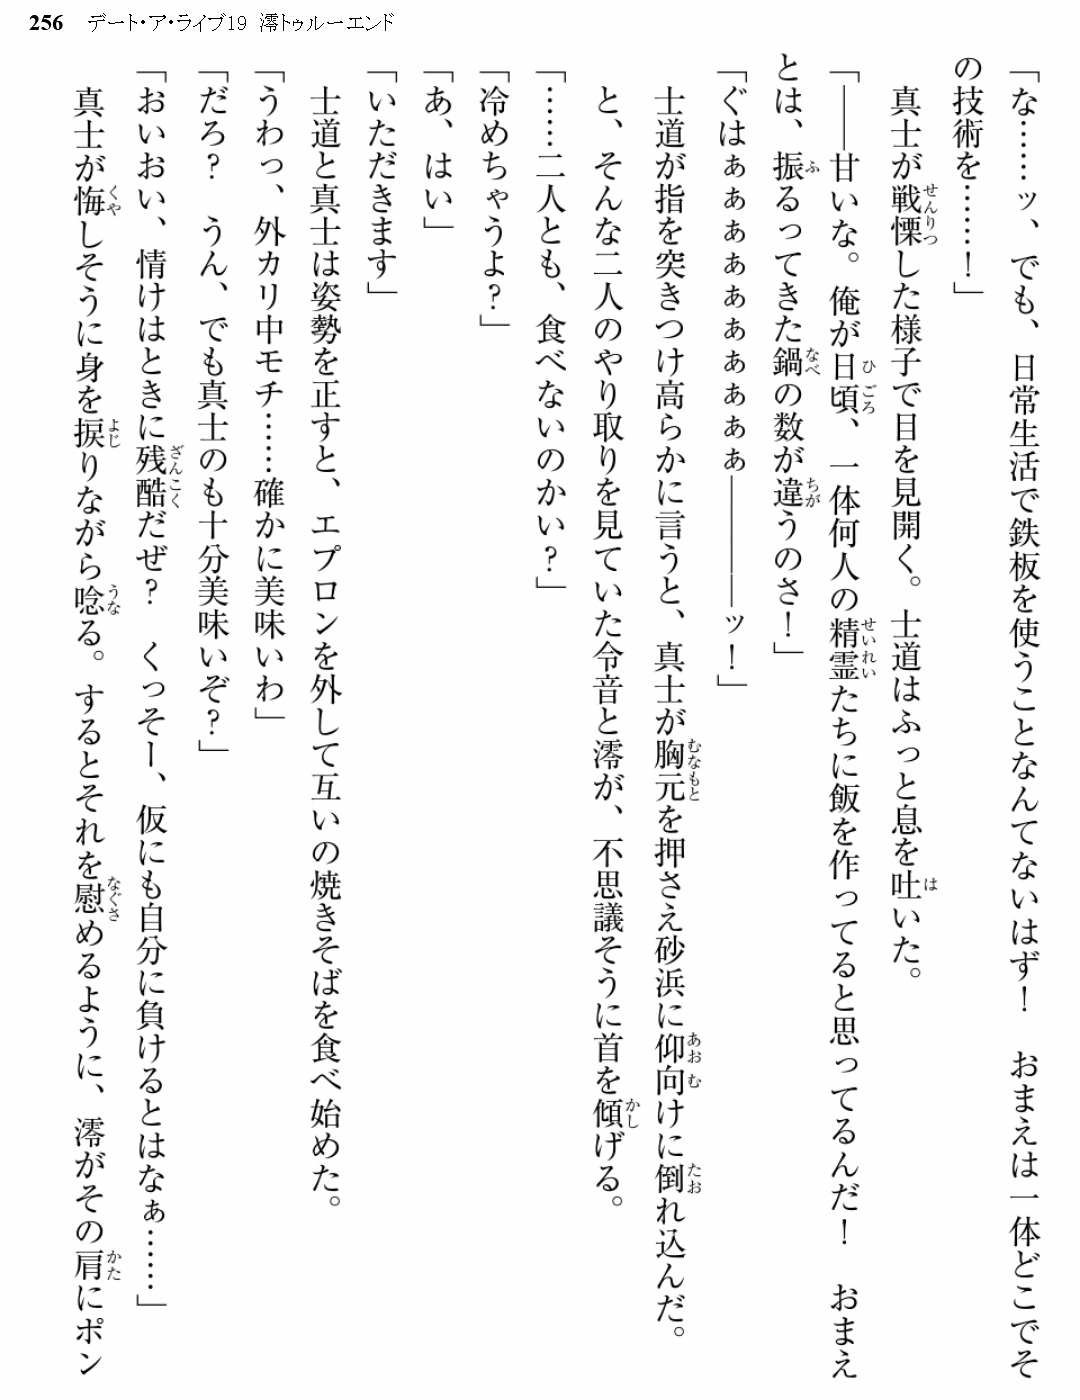 256 デート・ア・ライブ19 澪トゥルーエンド
「な……ッ、でも、日常生活で鉄板を使うことなんてないはず！　おまえは一体どこでそ
の技術を……！」
　真士が戦慄した様子で目を見開く。士道はふっと息を吐いた。
「――甘いな。俺が日頃、一体何人の精霊たちに飯を作ってると思ってるんだ！　おまえ
とは、振るってきた鍋の数が違うのさ！」
「ぐはぁぁぁぁぁぁぁぁぁぁ――――ッ！」
　士道が指を突きつけ高らかに言うと、真士が胸元を押さえ砂浜に仰向けに倒れ込んだ。
　と、そんな二人のやり取りを見ていた令音と澪が、不思議そうに首を傾げる。
「……二人とも、食べないのかい？」
「冷めちゃうよ？」
「あ、はい」
「いただきます」
　士道と真士は姿勢を正すと、エプロンを外して互いの焼きそばを食べ始めた。
「うわっ、外カリ中モチ……確かに美味いわ」
「だろ？　うん、でも真士のも十分美味いぞ？」
「おいおい、情けはときに残酷だぜ？　くっそー、仮にも自分に負けるとはなぁ……」
　真士が悔しそうに身を捩りながら唸る。するとそれを慰めるように、澪がその肩にポン